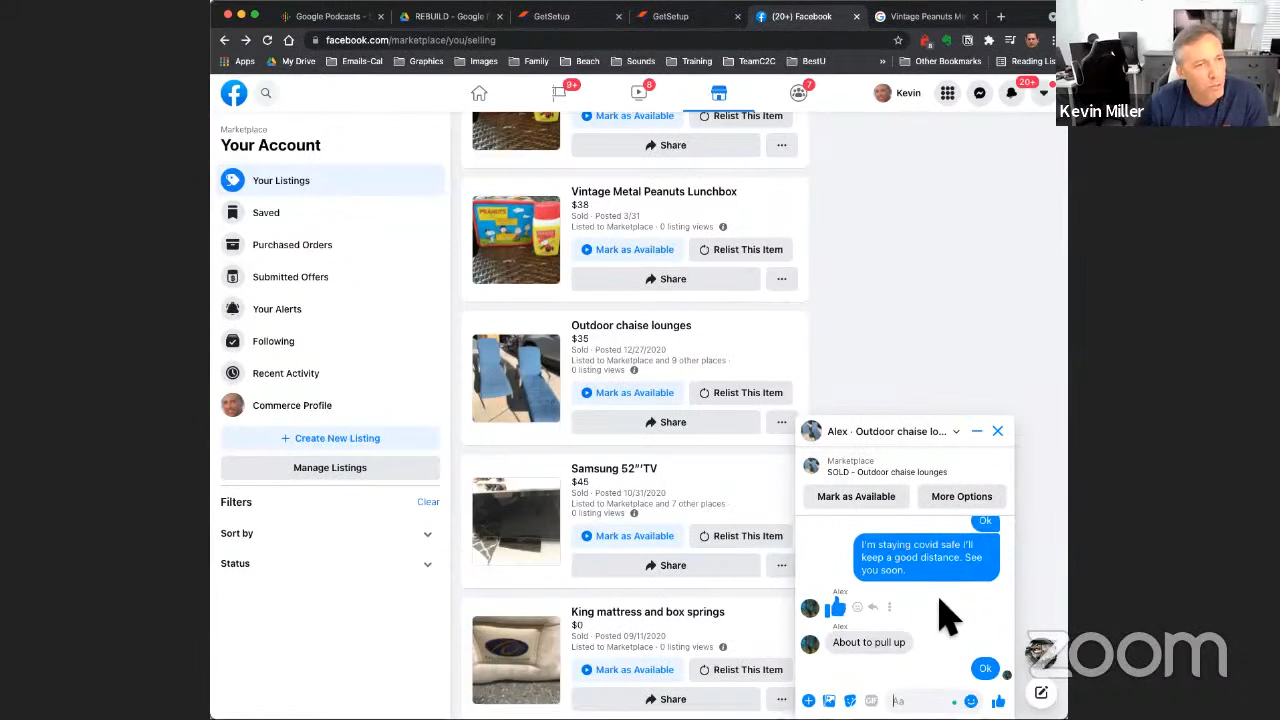 Google Podcasts - S
REBUILD - Google
GetSetup
GetSetup
(20+) Facebook
Vintage Peanuts Me
facebook.com/marketplace/you/selling
Apps
My Drive
Emails-Cal
Graphics
Images
Family
Beach
Sounds
Training
TeamC2C
BestU
»
Other Bookmarks
Reading List
Kevin Miller
9+
8
7
Kevin
20+
Marketplace
Your Account
Your Listings
Saved
Purchased Orders
Submitted Offers
Your Alerts
Following
Recent Activity
Commerce Profile
+ Create New Listing
Manage Listings
Filters
Clear
Sort by
Status
Mark as Available
Relist This Item
Share
Vintage Metal Peanuts Lunchbox
$38
Sold · Posted 3/31
Listed to Marketplace · 0 listing views
Mark as Available
Relist This Item
Share
PEANUTS
Outdoor chaise lounges
$35
Sold · Posted 12/27/2020
Listed to Marketplace and 9 other places ·
0 listing views
Mark as Available
Relist This Item
Share
Samsung 52"'TV
$45
Sold · Posted 10/31/2020
Listed to Marketplace and 7 other places ·
0 listing views
Mark as Available
Relist This Item
Share
King mattress and box springs
$0
Sold · Posted 09/11/2020
Listed to Marketplace · 0 listing views
Mark as Available
Relist This Item
Share
Alex · Outdoor chaise lo...
Marketplace
SOLD - Outdoor chaise lounges
Mark as Available
More Options
Ok
I'm staying covid safe I'll
keep a good distance. See
you soon.
Alex
Alex
About to pull up
Ok
GIF
Aa
zoom